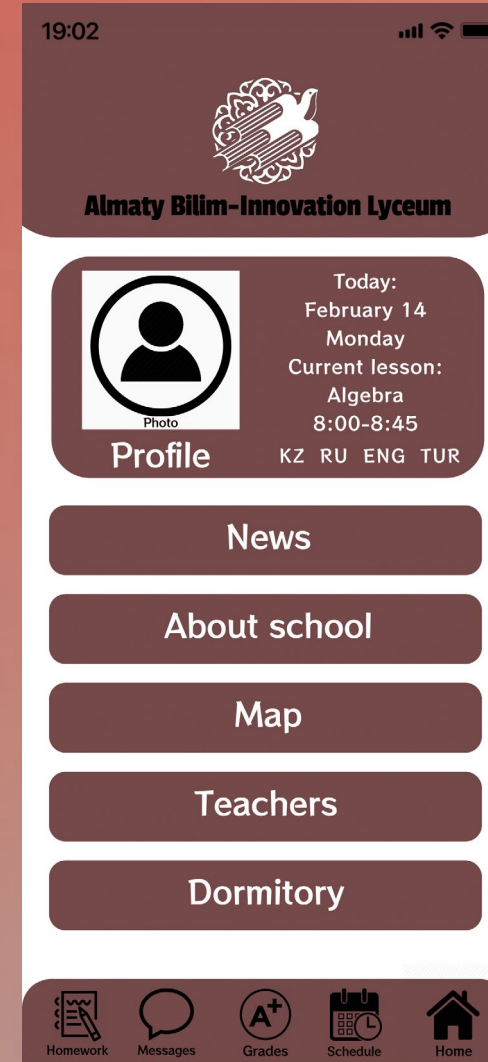 19:02
Almaty Bilim-Innovation Lyceum
Photo
Profile
Today:
February 14
Monday
Current lesson:
Algebra
8:00-8:45
KZ RU ENG TUR
News
About school
Map
Teachers
Dormitory
A+
Homework Messages Grades Schedule Home